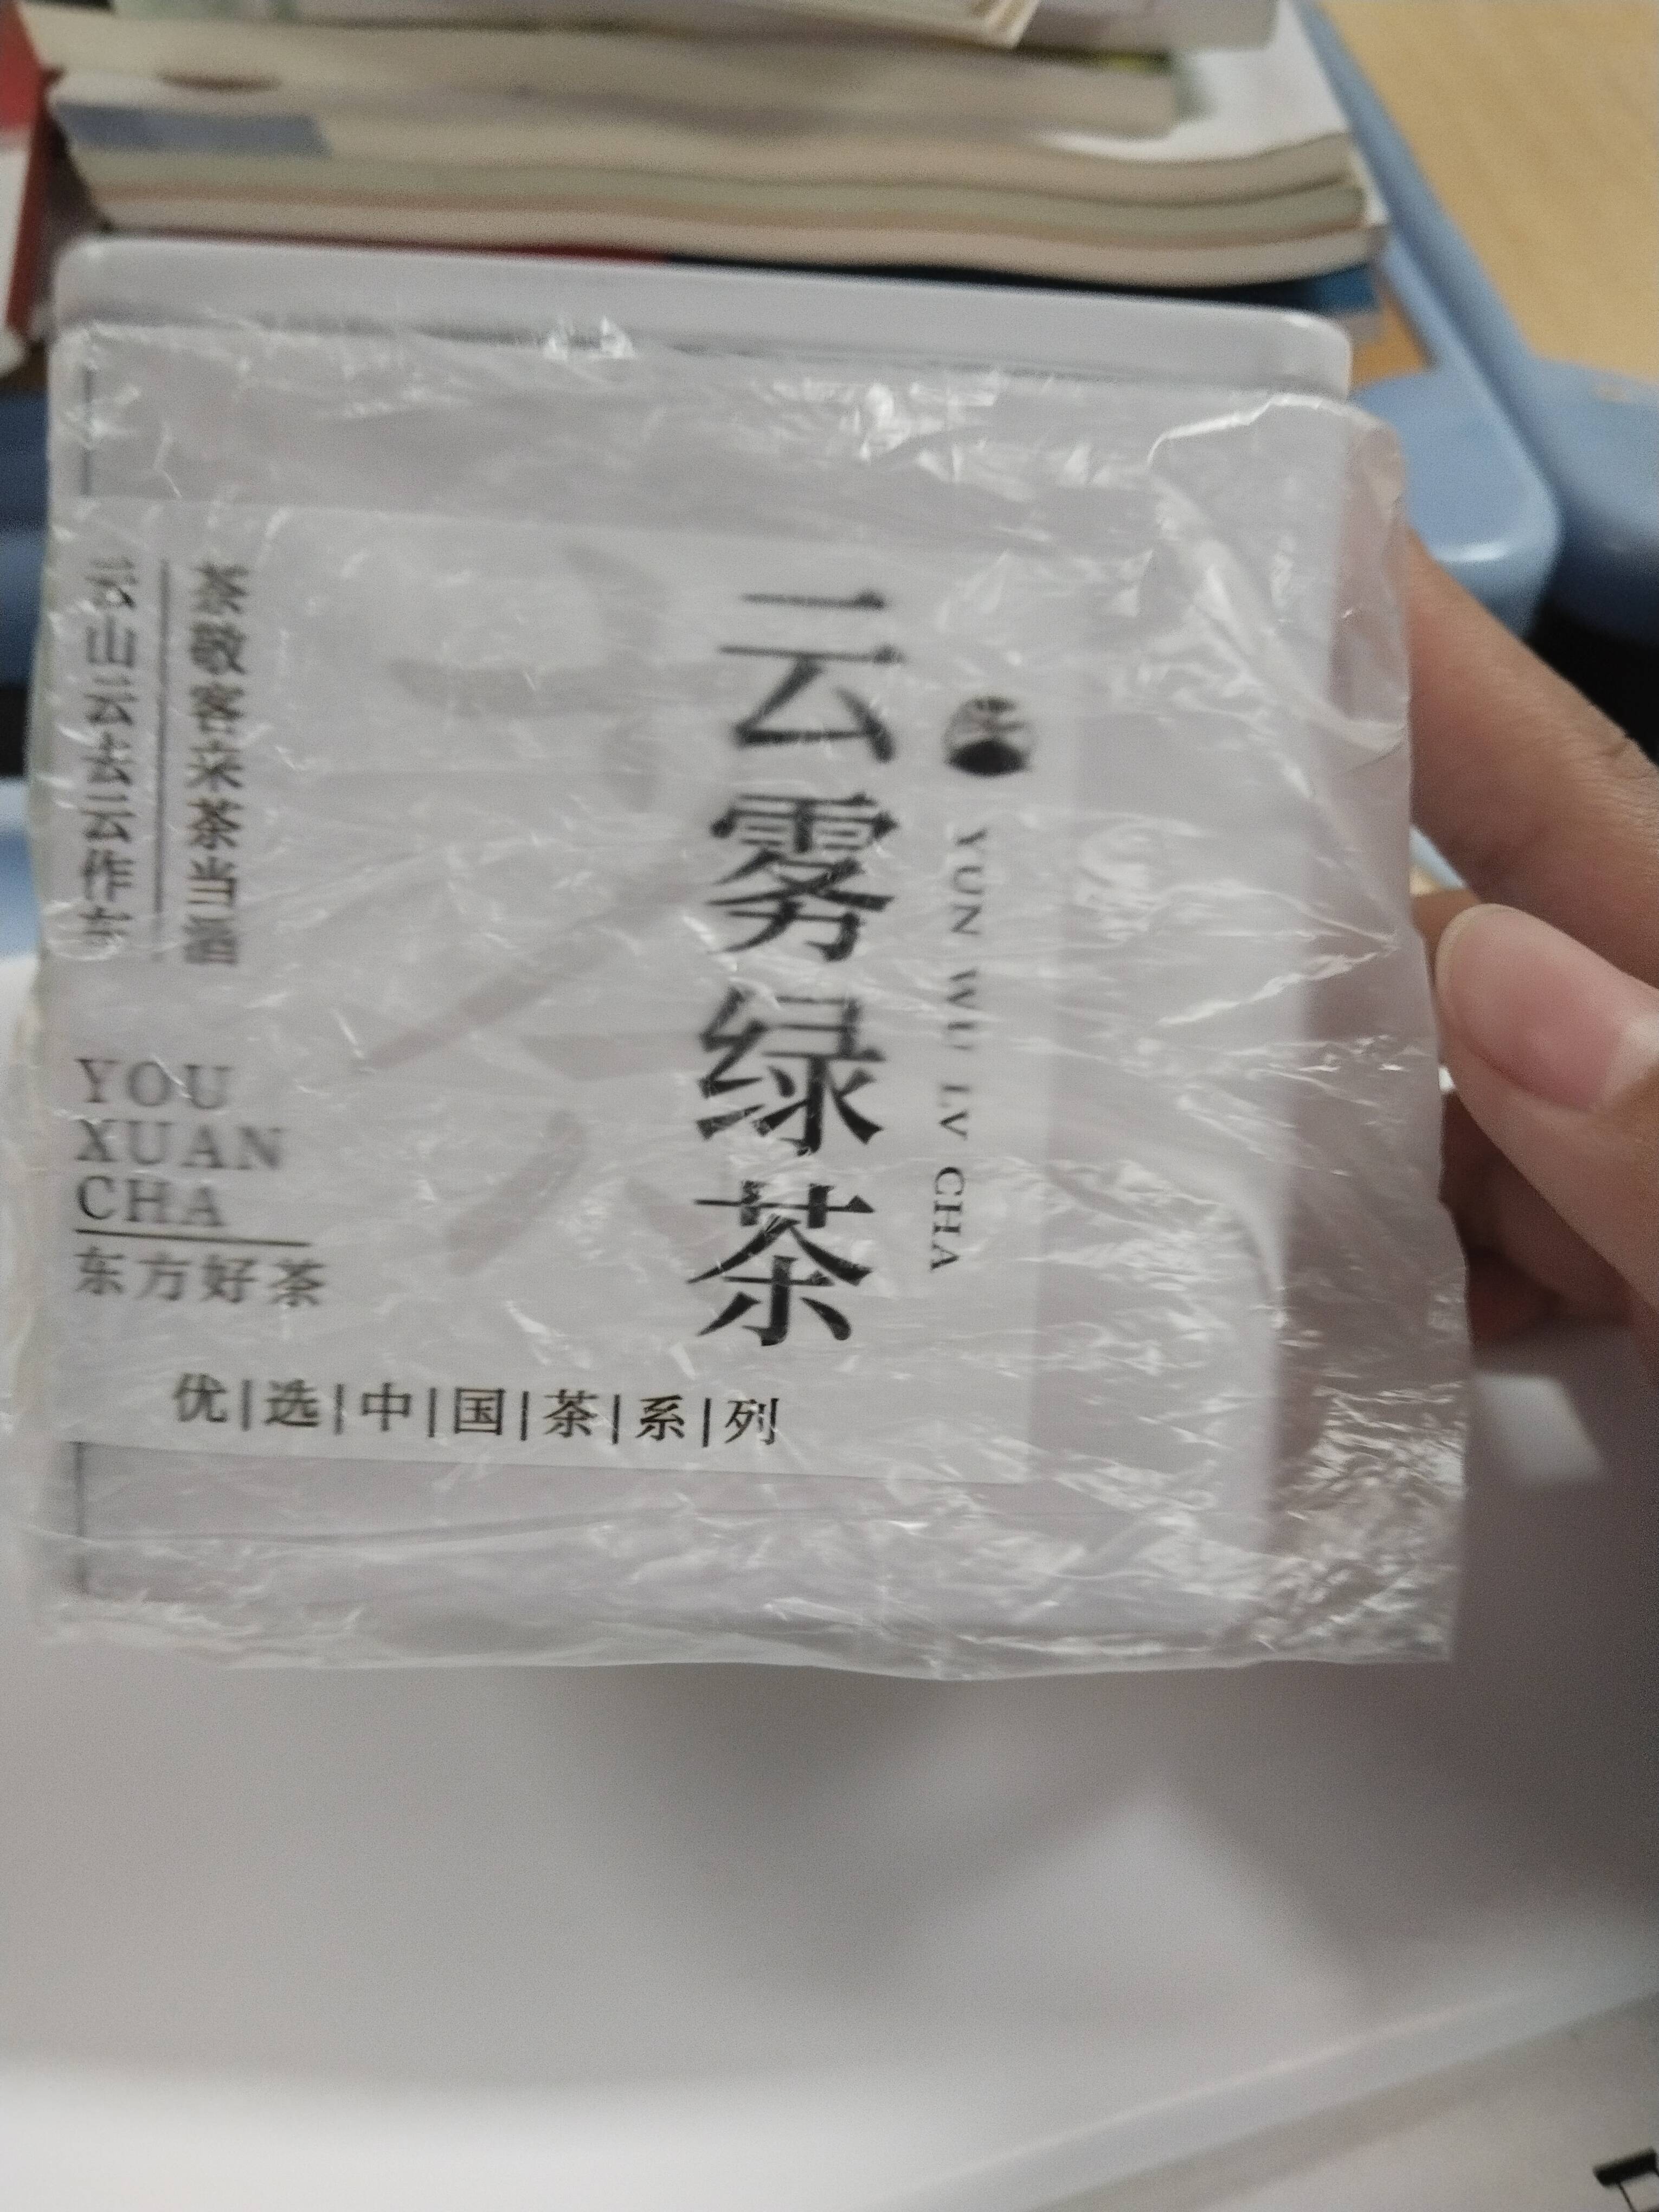 云雾绿茶
YUN WU LV CHA
茶敬客来茶当酒
云山云去云作东
YOU
XUAN
CHA
东方好茶
优|选|中|国|茶|系|列